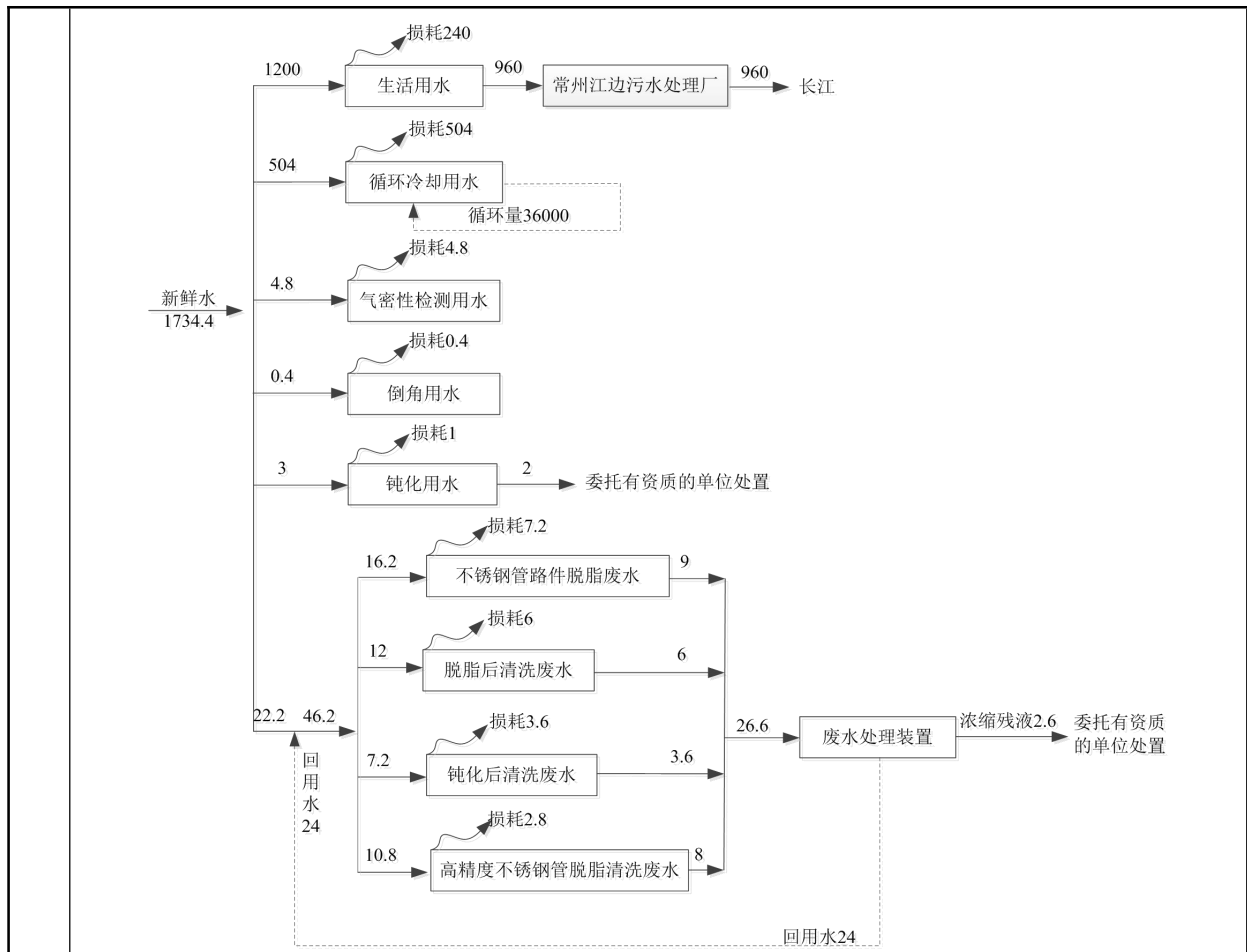 损耗240
1200
生活用水
960
常州江边污水处理厂
960
长江
损耗504
504
循环冷却用水
循环量36000
损耗4.8
4.8
气密性检测用水
新鲜水
1734.4
损耗0.4
0.4
倒角用水
损耗1
3
钝化用水
2
委托有资质的单位处置
损耗7.2
16.2
不锈钢管路件脱脂废水
9
损耗6
12
脱脂后清洗废水
6
22.2
46.2
损耗3.6
7.2
钝化后清洗废水
3.6
26.6
废水处理装置
浓缩残液2.6
委托有资质
的单位处置
回用水24
损耗2.8
10.8
高精度不锈钢管脱脂清洗废水
8
回用水24